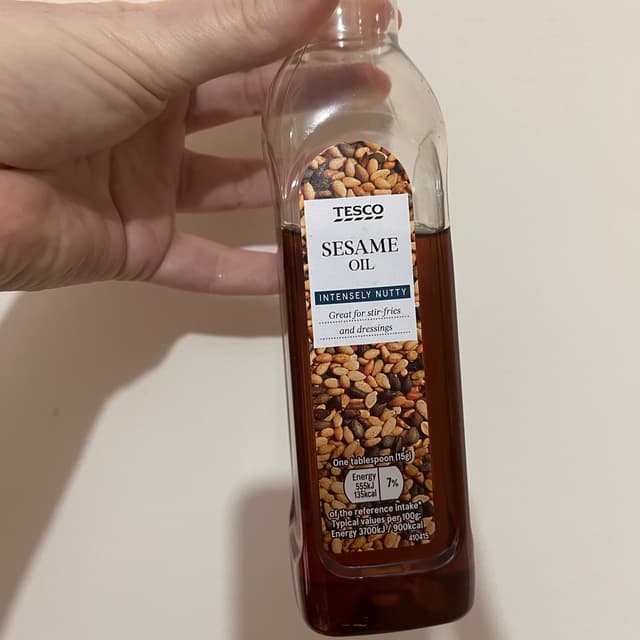 TESCO
SESAME
OIL
INTENSELY NUTTY
Great for stir-fries
and dressings
One tablespoon (15g)
Energy
555kJ
135kcal
7%
of the reference intake*
Typical values per 100g:
Energy 3700kJ / 900kcal
410415